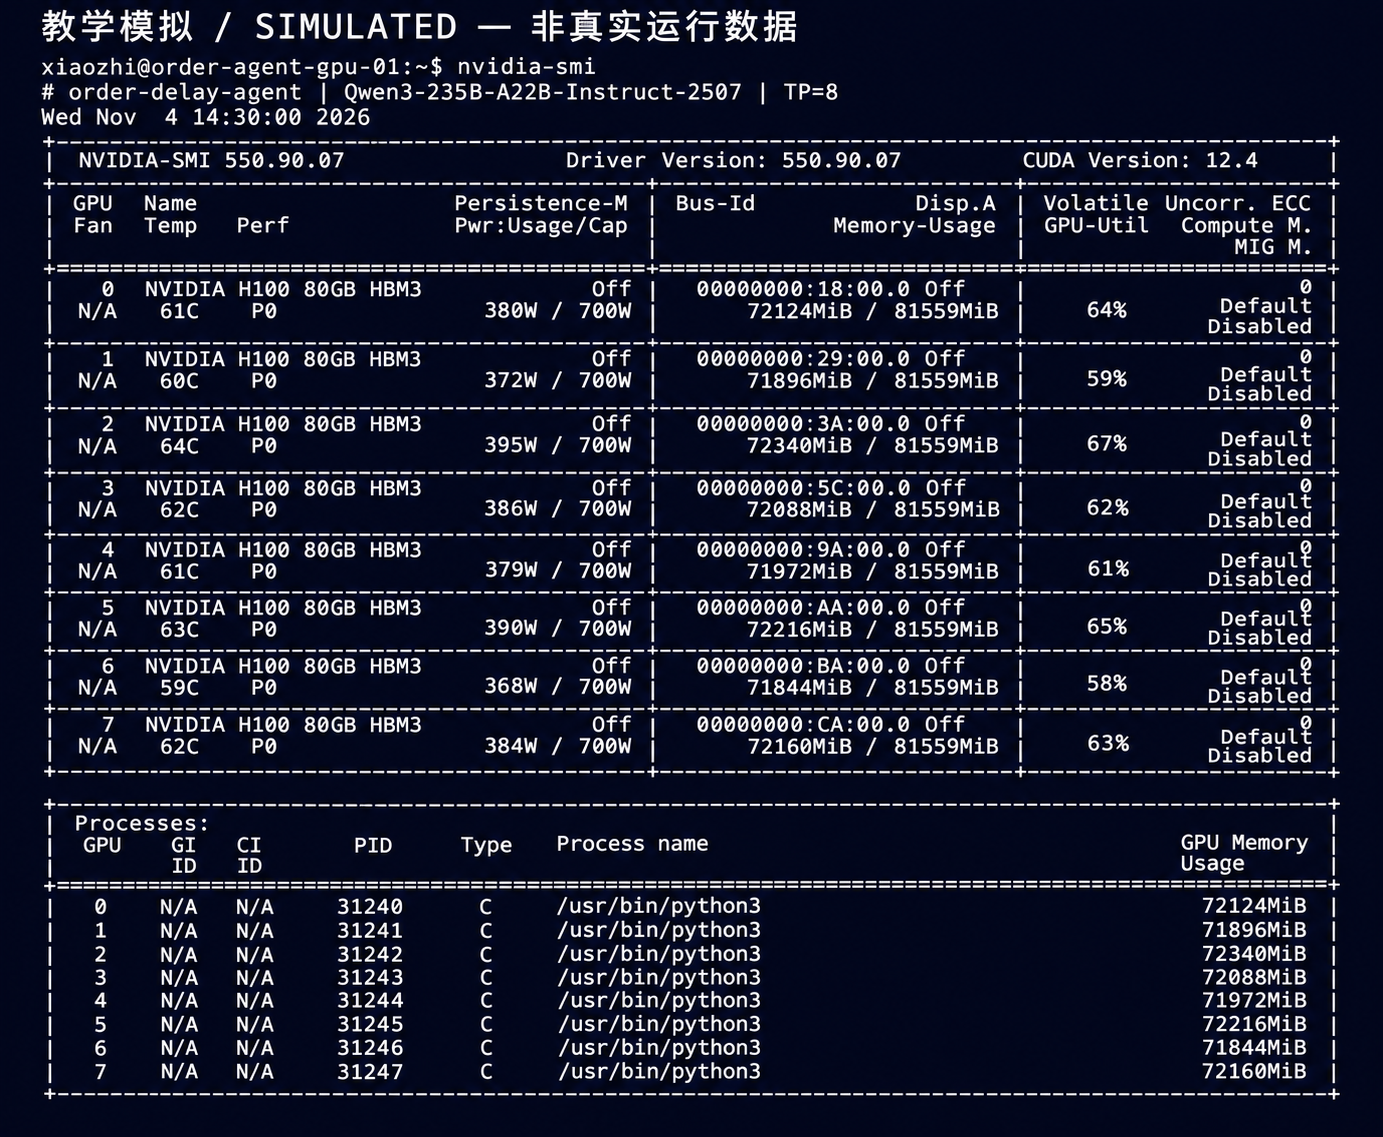 教学模拟 / SIMULATED — 非真实运行数据
xiaozhi@order-agent-gpu-01:~$ nvidia-smi
# order-delay-agent | Qwen3-235B-A22B-Instruct-2507 | TP=8
Wed Nov  4 14:30:00 2026
NVIDIA-SMI 550.90.07 Driver Version: 550.90.07 CUDA Version: 12.4
GPU Name Persistence-M | Bus-Id Disp.A | Volatile Uncorr. ECC
Fan Temp Perf Pwr:Usage/Cap | Memory-Usage | GPU-Util Compute M.
MIG M.
0 NVIDIA H100 80GB HBM3 Off | 00000000:18:00.0 Off | 0
N/A 61C P0 380W / 700W | 72124MiB / 81559MiB | 64% Default
Disabled
1 NVIDIA H100 80GB HBM3 Off | 00000000:29:00.0 Off | 0
N/A 60C P0 372W / 700W | 71896MiB / 81559MiB | 59% Default
Disabled
2 NVIDIA H100 80GB HBM3 Off | 00000000:3A:00.0 Off | 0
N/A 64C P0 395W / 700W | 72340MiB / 81559MiB | 67% Default
Disabled
3 NVIDIA H100 80GB HBM3 Off | 00000000:5C:00.0 Off | 0
N/A 62C P0 386W / 700W | 72088MiB / 81559MiB | 62% Default
Disabled
4 NVIDIA H100 80GB HBM3 Off | 00000000:9A:00.0 Off | 0
N/A 61C P0 379W / 700W | 71972MiB / 81559MiB | 61% Default
Disabled
5 NVIDIA H100 80GB HBM3 Off | 00000000:AA:00.0 Off | 0
N/A 63C P0 390W / 700W | 72216MiB / 81559MiB | 65% Default
Disabled
6 NVIDIA H100 80GB HBM3 Off | 00000000:BA:00.0 Off | 0
N/A 59C P0 368W / 700W | 71844MiB / 81559MiB | 58% Default
Disabled
7 NVIDIA H100 80GB HBM3 Off | 00000000:CA:00.0 Off | 0
N/A 62C P0 384W / 700W | 72160MiB / 81559MiB | 63% Default
Disabled
Processes:
GPU GI CI PID Type Process name GPU Memory
ID ID Usage
0 N/A N/A 31240 C /usr/bin/python3 72124MiB
1 N/A N/A 31241 C /usr/bin/python3 71896MiB
2 N/A N/A 31242 C /usr/bin/python3 72340MiB
3 N/A N/A 31243 C /usr/bin/python3 72088MiB
4 N/A N/A 31244 C /usr/bin/python3 71972MiB
5 N/A N/A 31245 C /usr/bin/python3 72216MiB
6 N/A N/A 31246 C /usr/bin/python3 71844MiB
7 N/A N/A 31247 C /usr/bin/python3 72160MiB